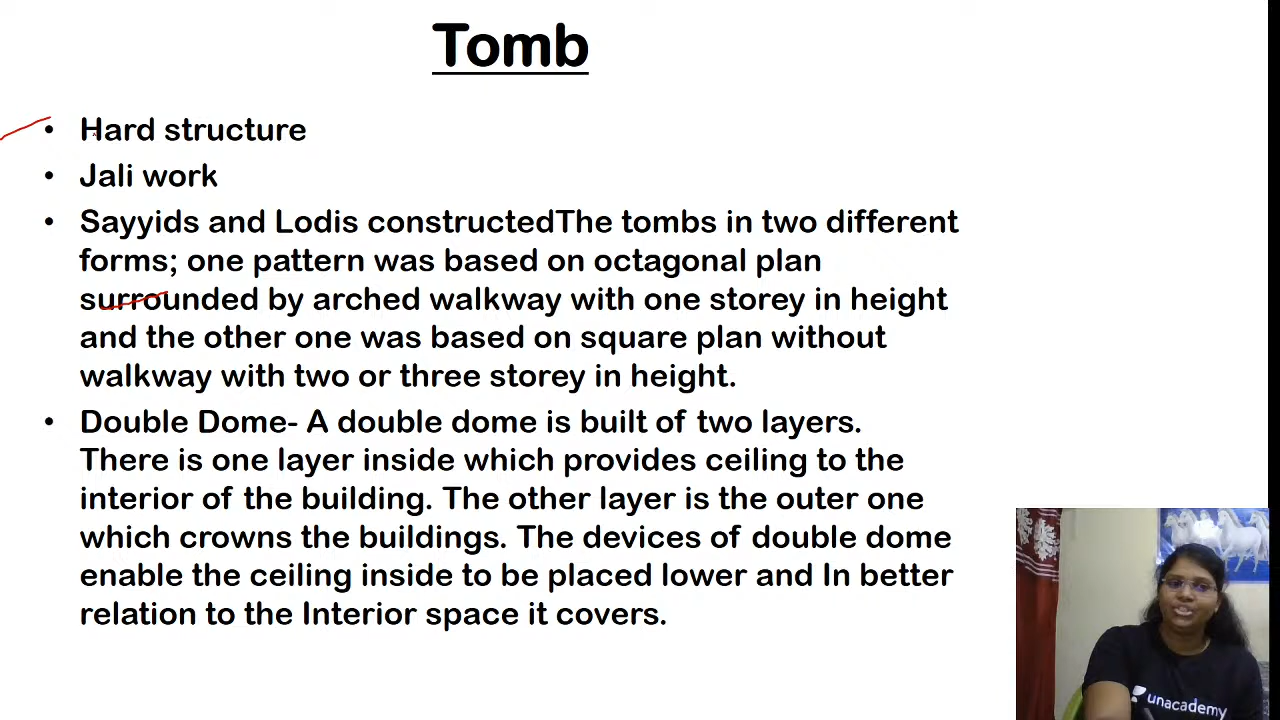 Tomb
• Hard structure
• Jali work
• Sayyids and Lodis constructedThe tombs in two different
forms; one pattern was based on octagonal plan
surrounded by arched walkway with one storey in height
and the other one was based on square plan without
walkway with two or three storey in height.
• Double Dome- A double dome is built of two layers.
There is one layer inside which provides ceiling to the
interior of the building. The other layer is the outer one
which crowns the buildings. The devices of double dome
enable the ceiling inside to be placed lower and In better
relation to the Interior space it covers.
unacademy